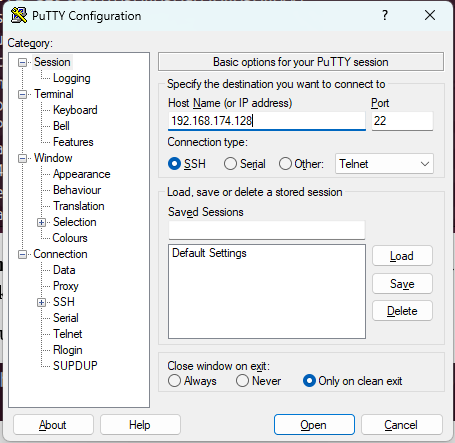 PuTTY Configuration
?
Category:
Session
Logging
Terminal
Keyboard
Bell
Features
Window
Appearance
Behaviour
Translation
Selection
Colours
Connection
Data
Proxy
SSH
Serial
Telnet
Rlogin
SUPDUP
Basic options for your PuTTY session
Specify the destination you want to connect to
Host Name (or IP address) Port
192.168.174.128 22
Connection type:
SSH Serial Other: Telnet
Load, save or delete a stored session
Saved Sessions
Default Settings
Load
Save
Delete
Close window on exit:
Always Never Only on clean exit
About Help Open Cancel